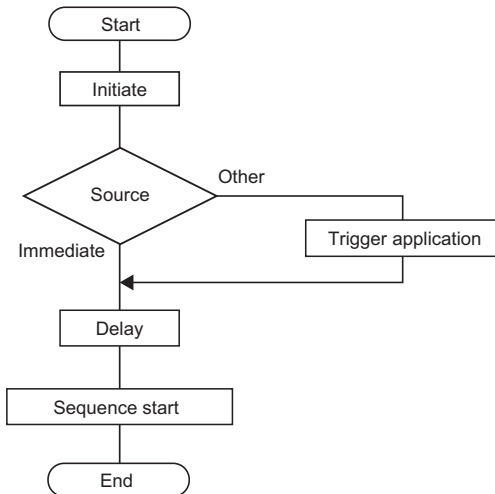 Start
Initiate
Source
Other
Immediate
Trigger application
Delay
Sequence start
End